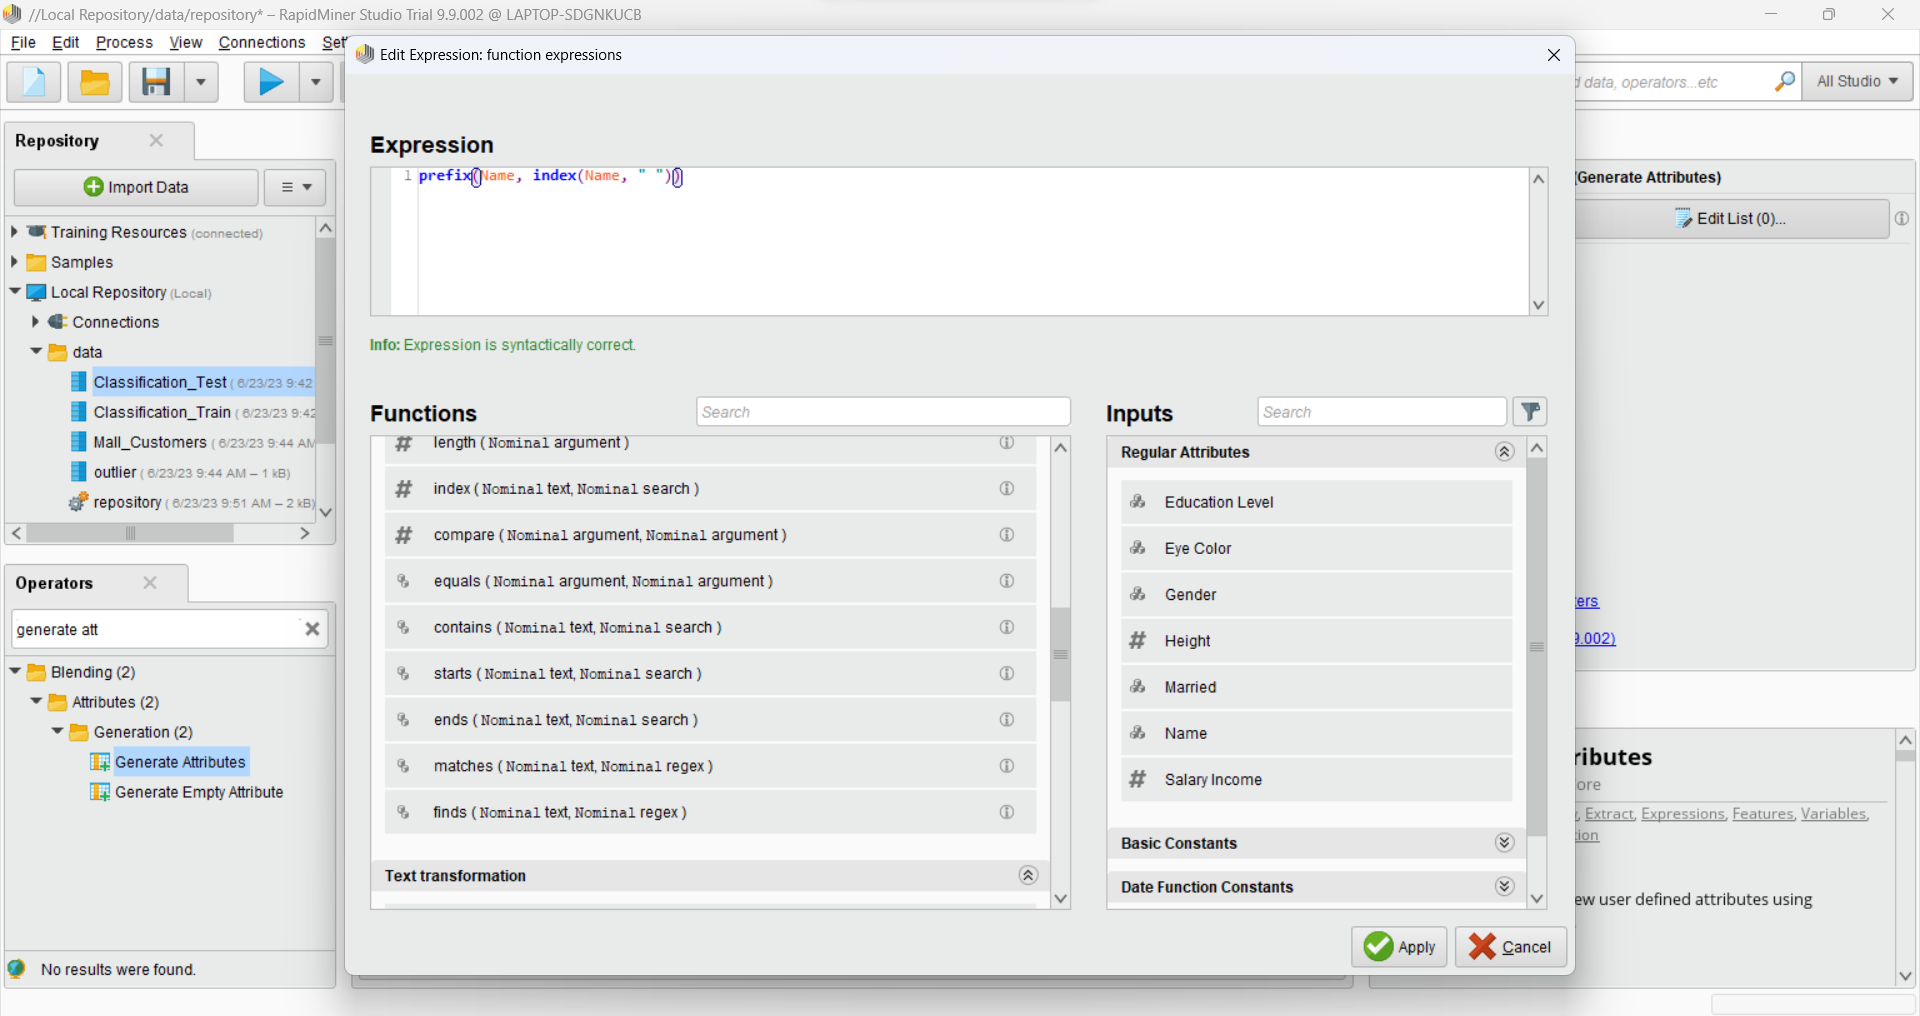 //Local Repository/data/repository* – RapidMiner Studio Trial 9.9.002 @ LAPTOP-SDGNKUCB
File Edit Process View Connections Set
Edit Expression: function expressions
data, operators...etc
All Studio
Repository
Import Data
Training Resources (connected)
Samples
Local Repository (Local)
Connections
data
Classification_Test ( 6/23/23 9:42
Classification_Train ( 6/23/23 9:42
Mall_Customers ( 6/23/23 9:44 AM
outlier ( 6/23/23 9:44 AM – 1 kB)
repository ( 6/23/23 9:51 AM – 2 kB)
Operators
generate att
Blending (2)
Attributes (2)
Generation (2)
Generate Attributes
Generate Empty Attribute
No results were found.
Expression
1 prefix(Name, index(Name, " "))
Info: Expression is syntactically correct.
Functions
Search
length ( Nominal argument )
index ( Nominal text, Nominal search )
compare ( Nominal argument, Nominal argument )
equals ( Nominal argument, Nominal argument )
contains ( Nominal text, Nominal search )
starts ( Nominal text, Nominal search )
ends ( Nominal text, Nominal search )
matches ( Nominal text, Nominal regex )
finds ( Nominal text, Nominal regex )
Text transformation
Inputs
Search
Regular Attributes
Education Level
Eye Color
Gender
Height
Married
Name
Salary Income
Basic Constants
Date Function Constants
Apply
Cancel
(Generate Attributes)
Edit List (0)...
ers
9.002)
ributes
ore
, Extract, Expressions, Features, Variables,
tion
ew user defined attributes using